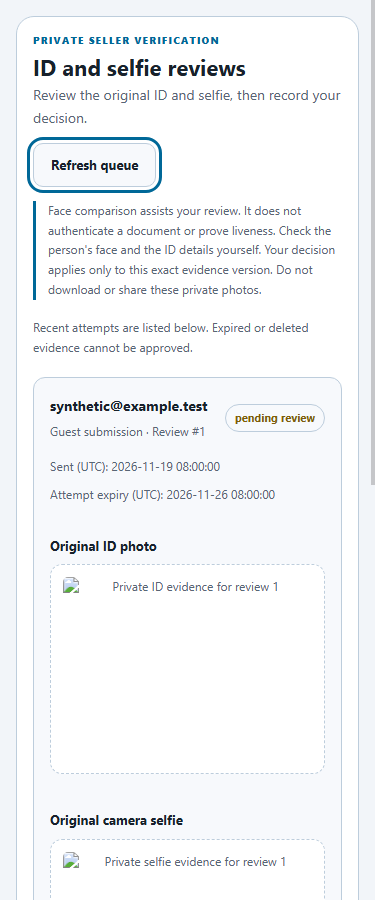 PRIVATE SELLER VERIFICATION
ID and selfie reviews
Review the original ID and selfie, then record your
decision.
Refresh queue
Face comparison assists your review. It does not
authenticate a document or prove liveness. Check the
person's face and the ID details yourself. Your decision
applies only to this exact evidence version. Do not
download or share these private photos.
Recent attempts are listed below. Expired or deleted
evidence cannot be approved.
synthetic@example.test
pending review
Guest submission · Review #1
Sent (UTC): 2026-11-19 08:00:00
Attempt expiry (UTC): 2026-11-26 08:00:00
Original ID photo
Private ID evidence for review 1
Original camera selfie
Private selfie evidence for review 1